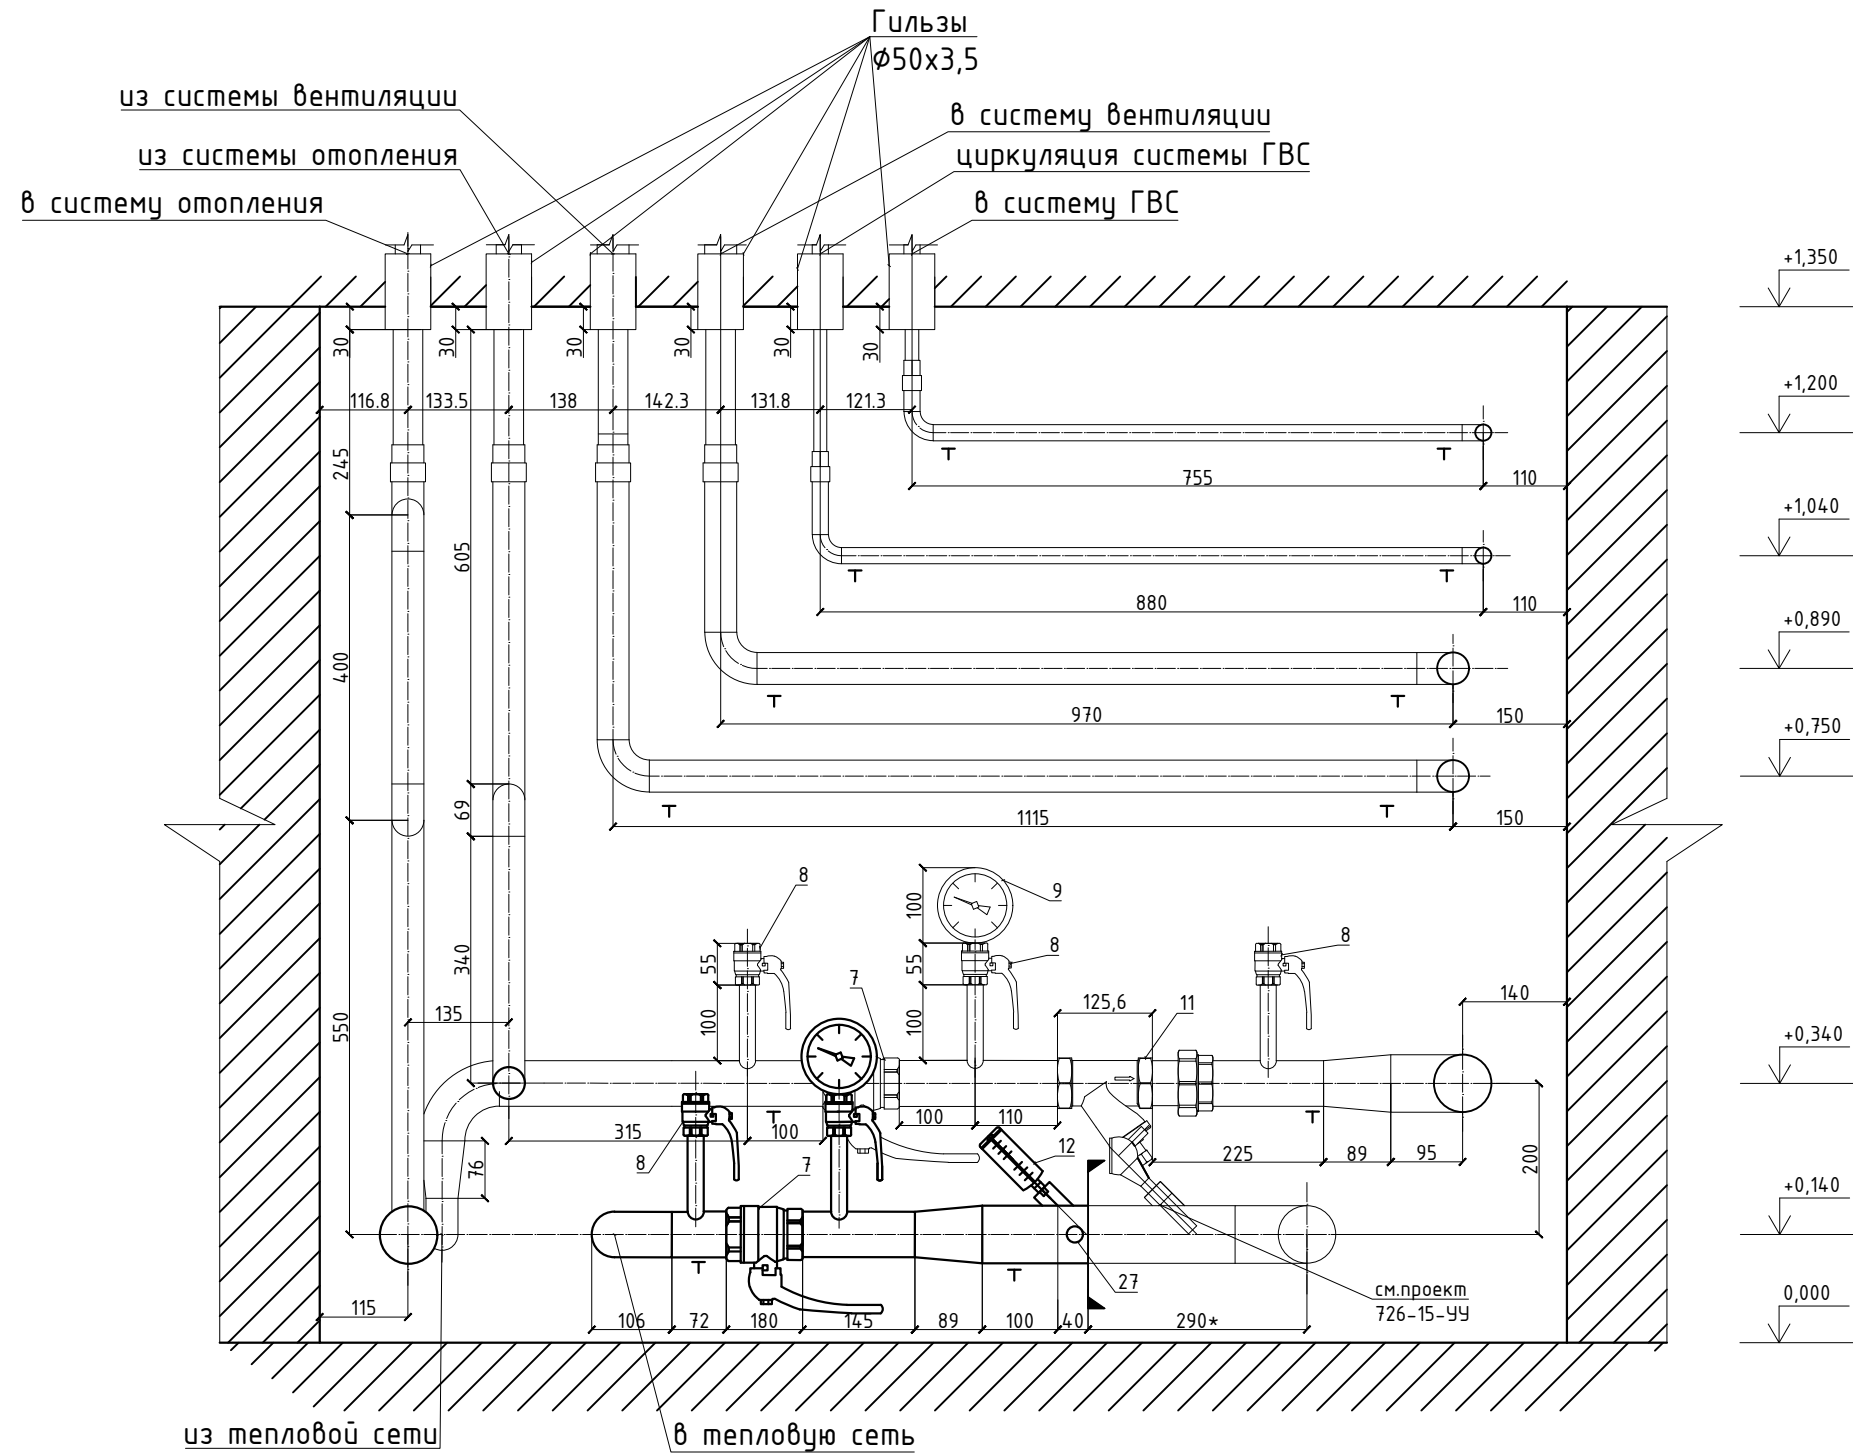 Гильзы
Ф50х3,5
из системы вентиляции
в систему вентиляции
из системы отопления
циркуляция системы ГВС
в систему отопления
в систему ГВС
+1,350
30
30
30
30
30
30
+1,200
116.8
133.5
138
142.3
131.8
121.3
Т
Т
245
755
110
+1,040
605
Т
Т
880
110
+0,890
400
Т
Т
970
150
+0,750
69
Т
Т
1115
150
8
9
100
8
8
55
55
340
7
125,6
11
140
100
100
135
550
+0,340
Т
Т
315
100
100
110
12
225
89
95
200
8
7
76
+0,140
Т
Т
27
см.проект
726-15-УУ
0,000
115
106
72
180
145
89
100
40
290*
из тепловой сети
в тепловую сеть